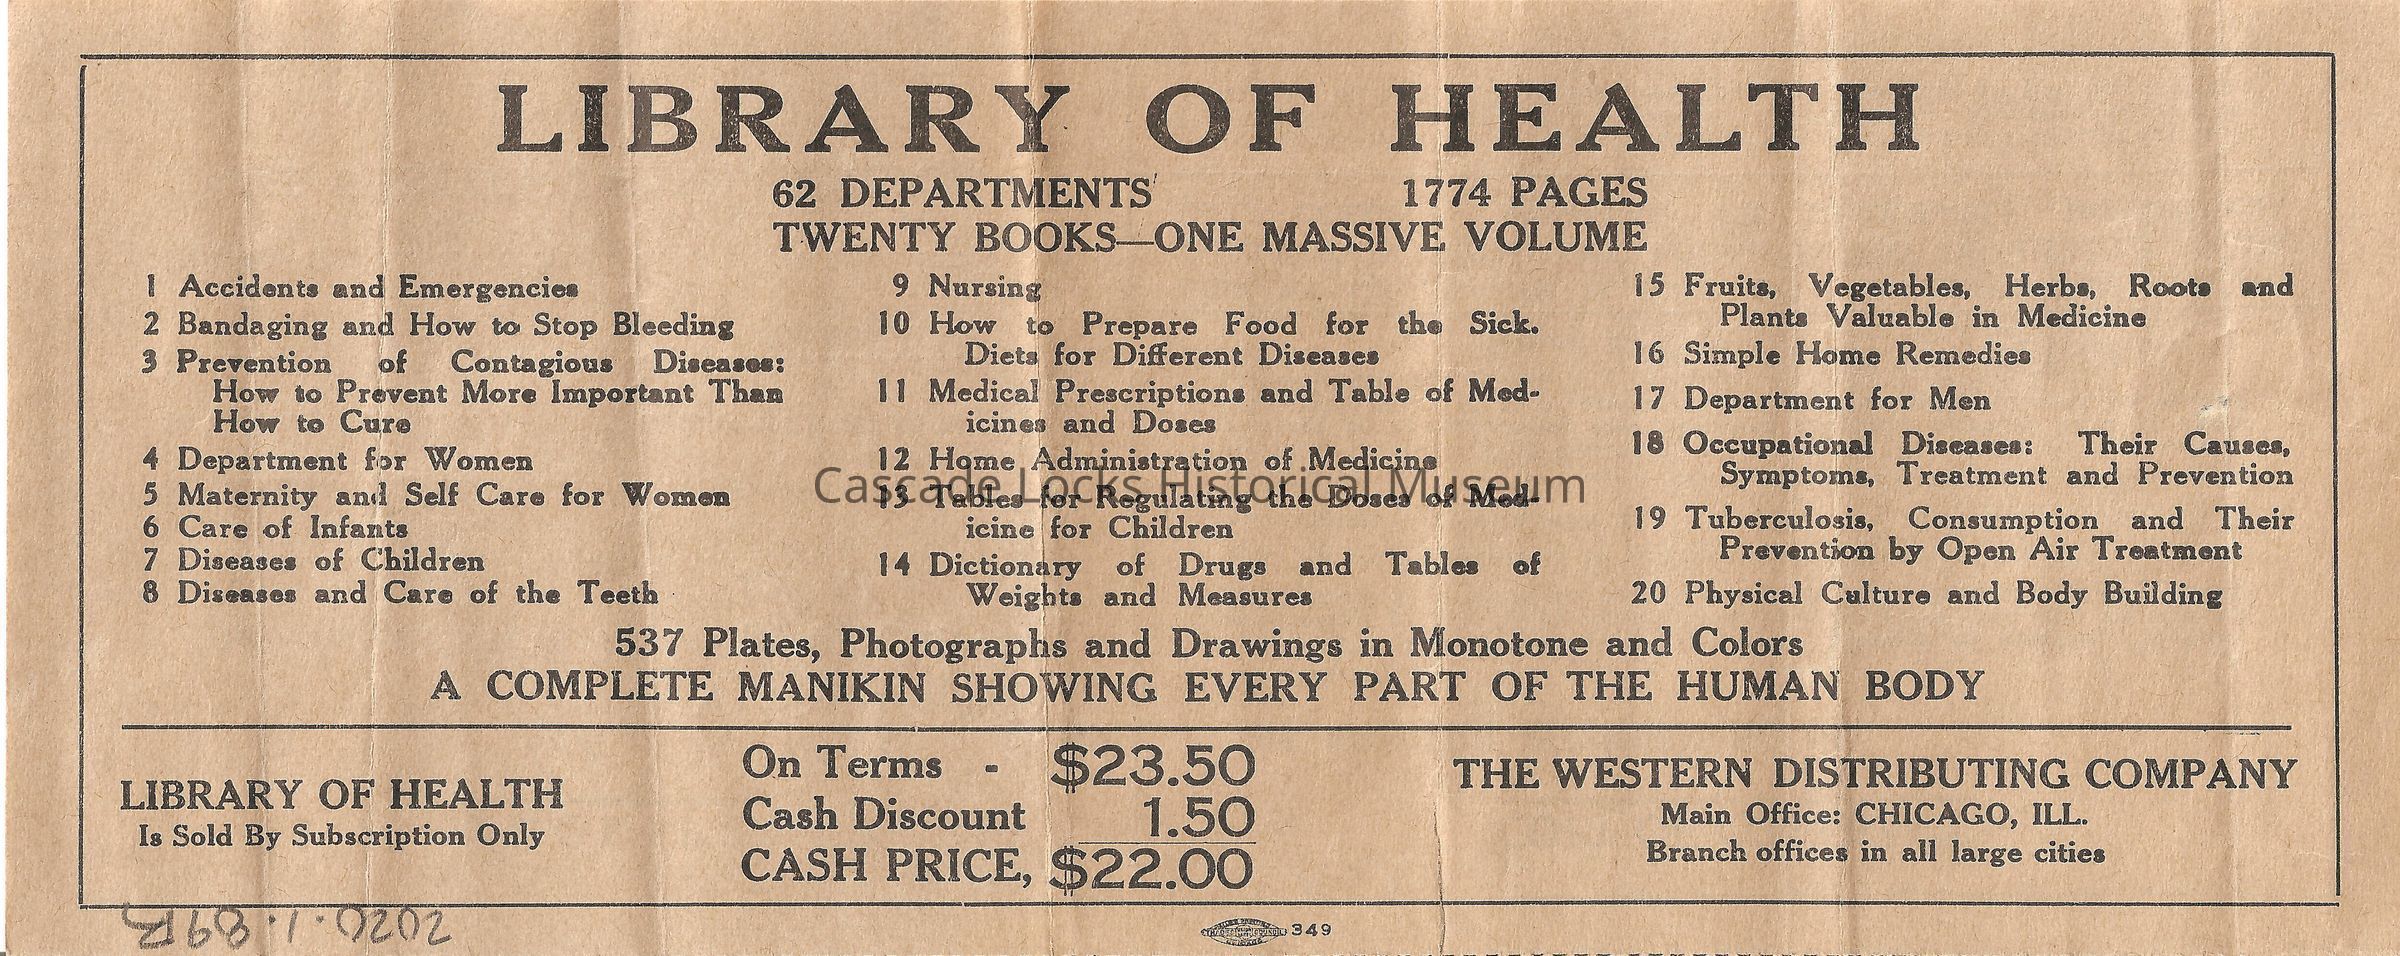 LIBRARY OF HEALTH
62 DEPARTMENTS 1774 PAGES
TWENTY BOOKS—ONE MASSIVE VOLUME
1 Accidents and Emergencies
2 Bandaging and How to Stop Bleeding
3 Prevention of Contagious Diseases:
How to Prevent More Important Than
How to Cure
4 Department for Women
5 Maternity and Self Care for Women
6 Care of Infants
7 Diseases of Children
8 Diseases and Care of the Teeth
9 Nursing
10 How to Prepare Food for the Sick.
Diets for Different Diseases
11 Medical Prescriptions and Table of Med-
icines and Doses
12 Home Administration of Medicine
13 Tables for Regulating the Doses of Med-
icine for Children
14 Dictionary of Drugs and Tables of
Weights and Measures
15 Fruits, Vegetables, Herbs, Roots and
Plants Valuable in Medicine
16 Simple Home Remedies
17 Department for Men
18 Occupational Diseases: Their Causes,
Symptoms, Treatment and Prevention
19 Tuberculosis, Consumption and Their
Prevention by Open Air Treatment
20 Physical Culture and Body Building
Cascade Locks Historical Museum
537 Plates, Photographs and Drawings in Monotone and Colors
A COMPLETE MANIKIN SHOWING EVERY PART OF THE HUMAN BODY
LIBRARY OF HEALTH
Is Sold By Subscription Only
On Terms - $23.50
Cash Discount 1.50
CASH PRICE, $22.00
THE WESTERN DISTRIBUTING COMPANY
Main Office: CHICAGO, ILL.
Branch offices in all large cities
349